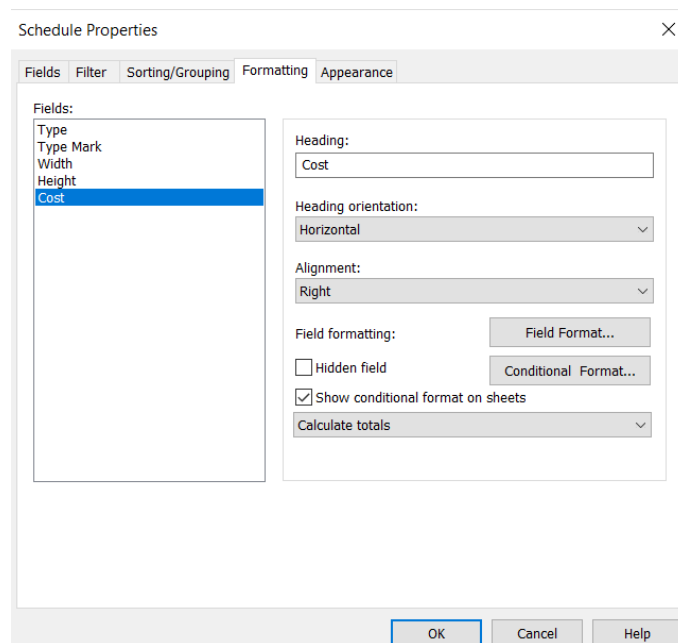 Schedule Properties
Fields Filter Sorting/Grouping Formatting Appearance
Fields:
Type
Type Mark
Width
Height
Cost
Heading:
Cost
Heading orientation:
Horizontal
Alignment:
Right
Field formatting: Field Format...
Hidden field Conditional Format...
Show conditional format on sheets
Calculate totals
OK Cancel Help